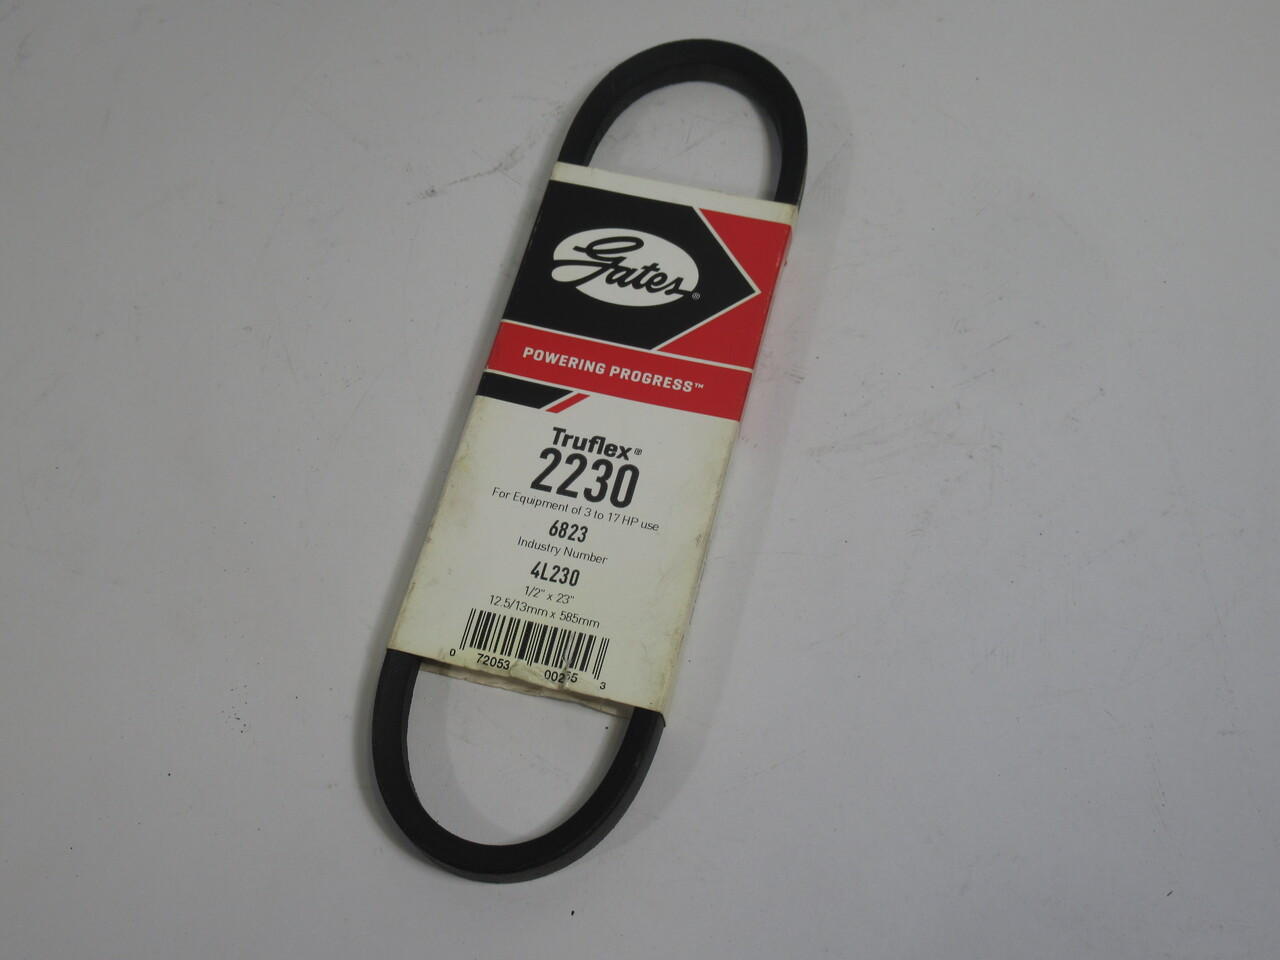 Gates®
POWERING PROGRESS™
Truflex®
2230
For Equipment of 3 to 17 HP use
6823
Industry Number
4L230
1/2" x 23"
12.5/13mm x 585mm
0 72053 3